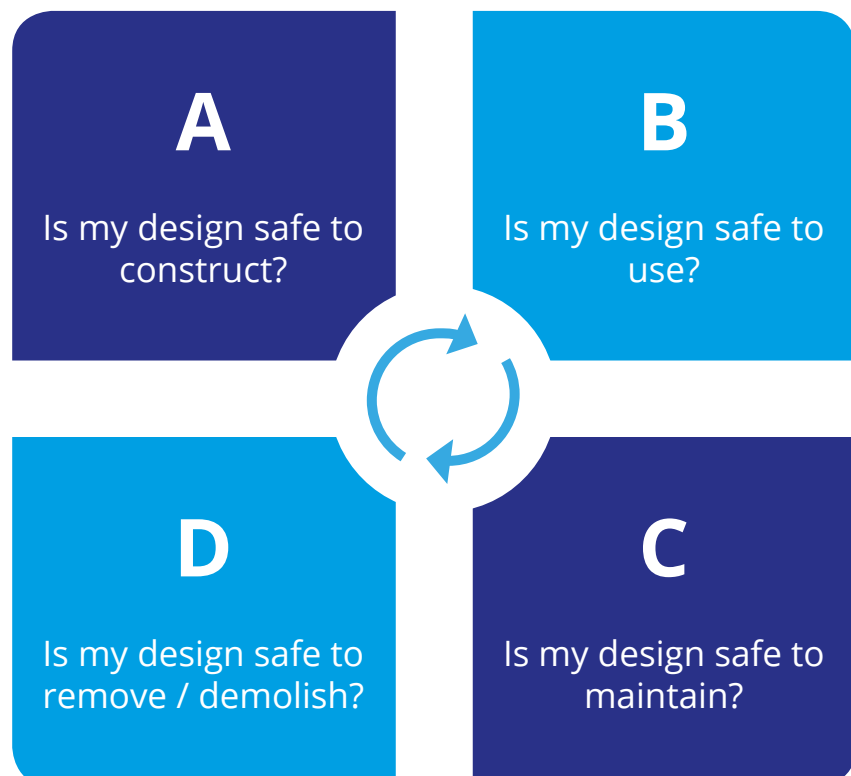 A
Is my design safe to
construct?
B
Is my design safe to
use?
D
Is my design safe to
remove / demolish?
C
Is my design safe to
maintain?